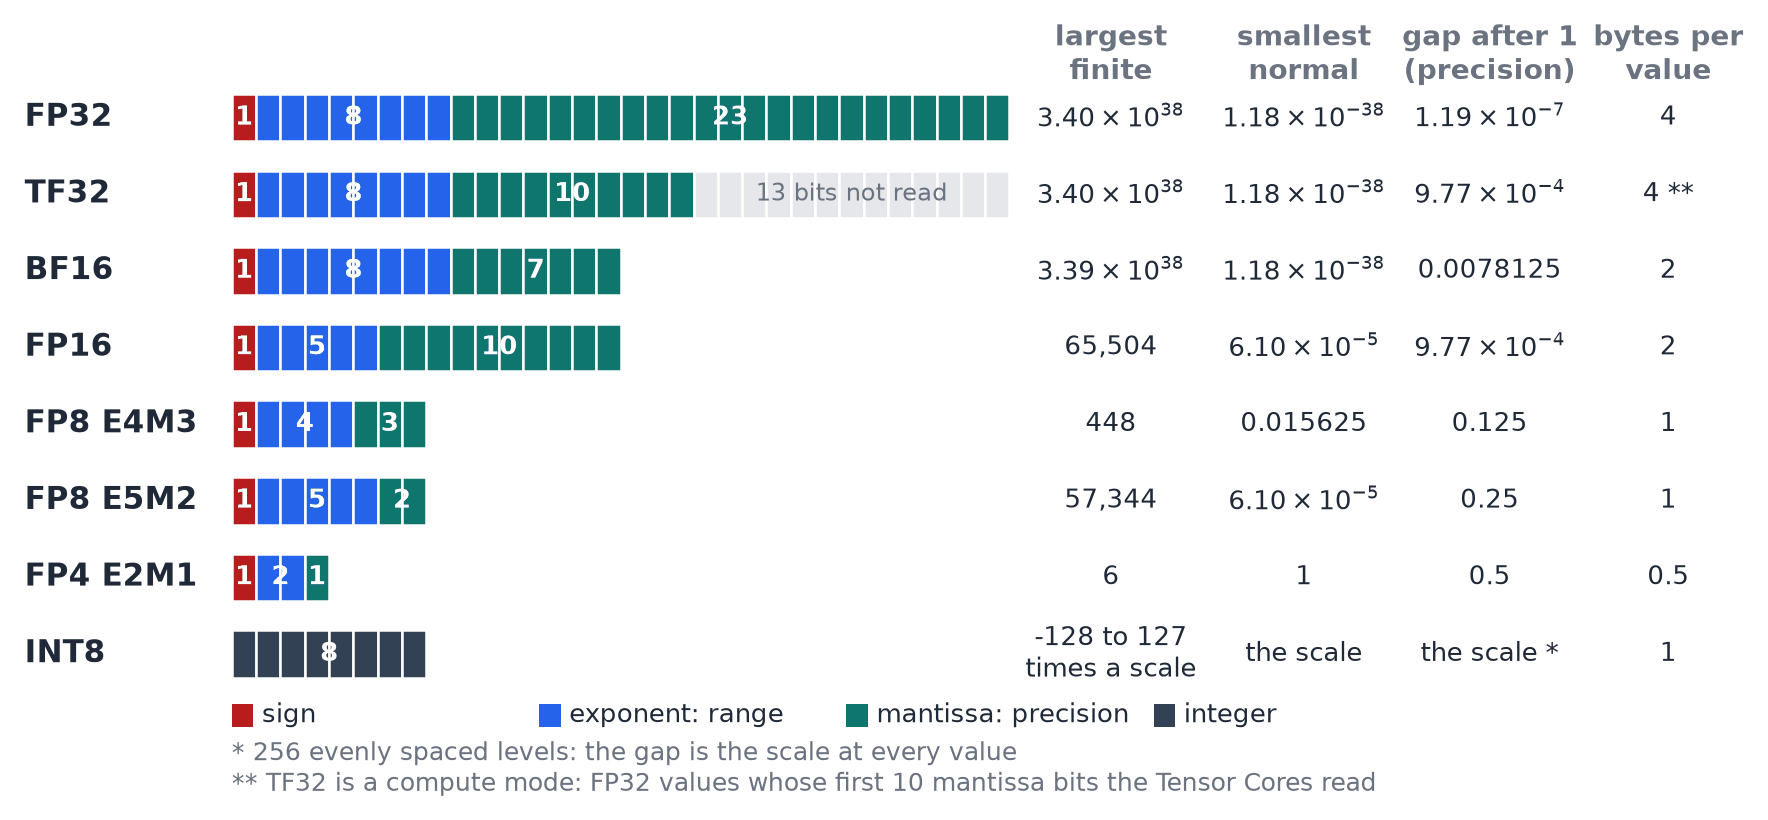 largest finite smallest normal gap after 1 (precision) bytes per value
FP32 1 8 23 3.40 × 10³⁸ 1.18 × 10⁻³⁸ 1.19 × 10⁻⁷ 4
TF32 1 8 10 13 bits not read 3.40 × 10³⁸ 1.18 × 10⁻³⁸ 9.77 × 10⁻⁴ 4 **
BF16 1 8 7 3.39 × 10³⁸ 1.18 × 10⁻³⁸ 0.0078125 2
FP16 1 5 10 65,504 6.10 × 10⁻⁵ 9.77 × 10⁻⁴ 2
FP8 E4M3 1 4 3 448 0.015625 0.125 1
FP8 E5M2 1 5 2 57,344 6.10 × 10⁻⁵ 0.25 1
FP4 E2M1 1 2 1 6 1 0.5 0.5
INT8 8 -128 to 127 times a scale the scale the scale * 1
sign exponent: range mantissa: precision integer
* 256 evenly spaced levels: the gap is the scale at every value
** TF32 is a compute mode: FP32 values whose first 10 mantissa bits the Tensor Cores read